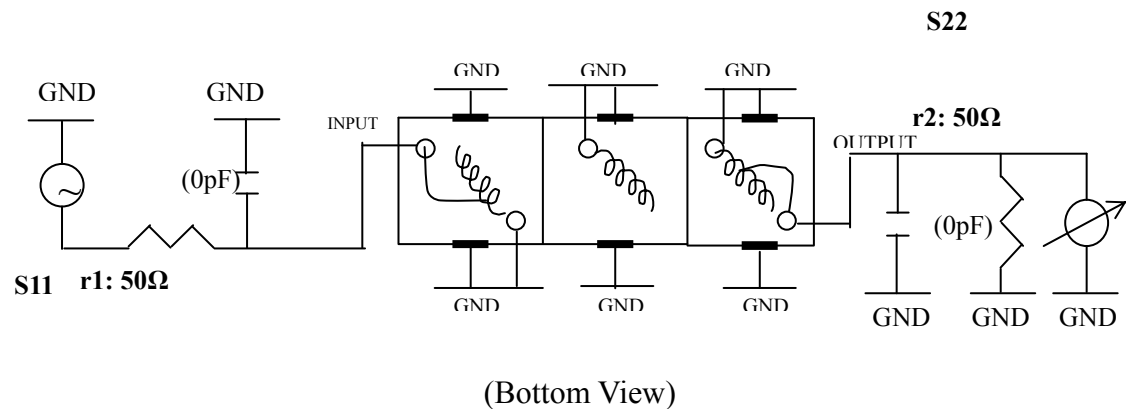 S22
GND GND GND
GND GND
r2: 50Ω
INPUT
OUTPUT
(0pF)
(0pF)
S11 r1: 50Ω
GND GND GND
GND GND GND
(Bottom View)